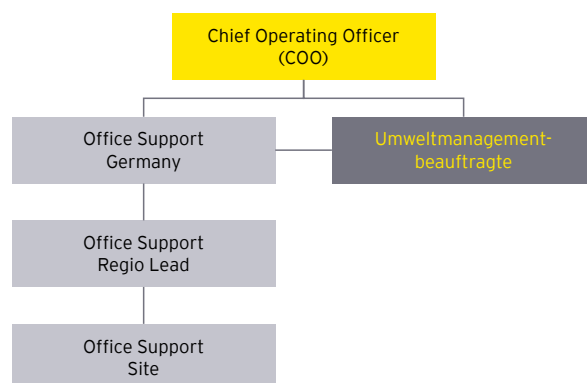 Chief Operating Officer
(COO)
Office Support
Germany
Umweltmanagement-
beauftragte
Office Support
Regio Lead
Office Support
Site